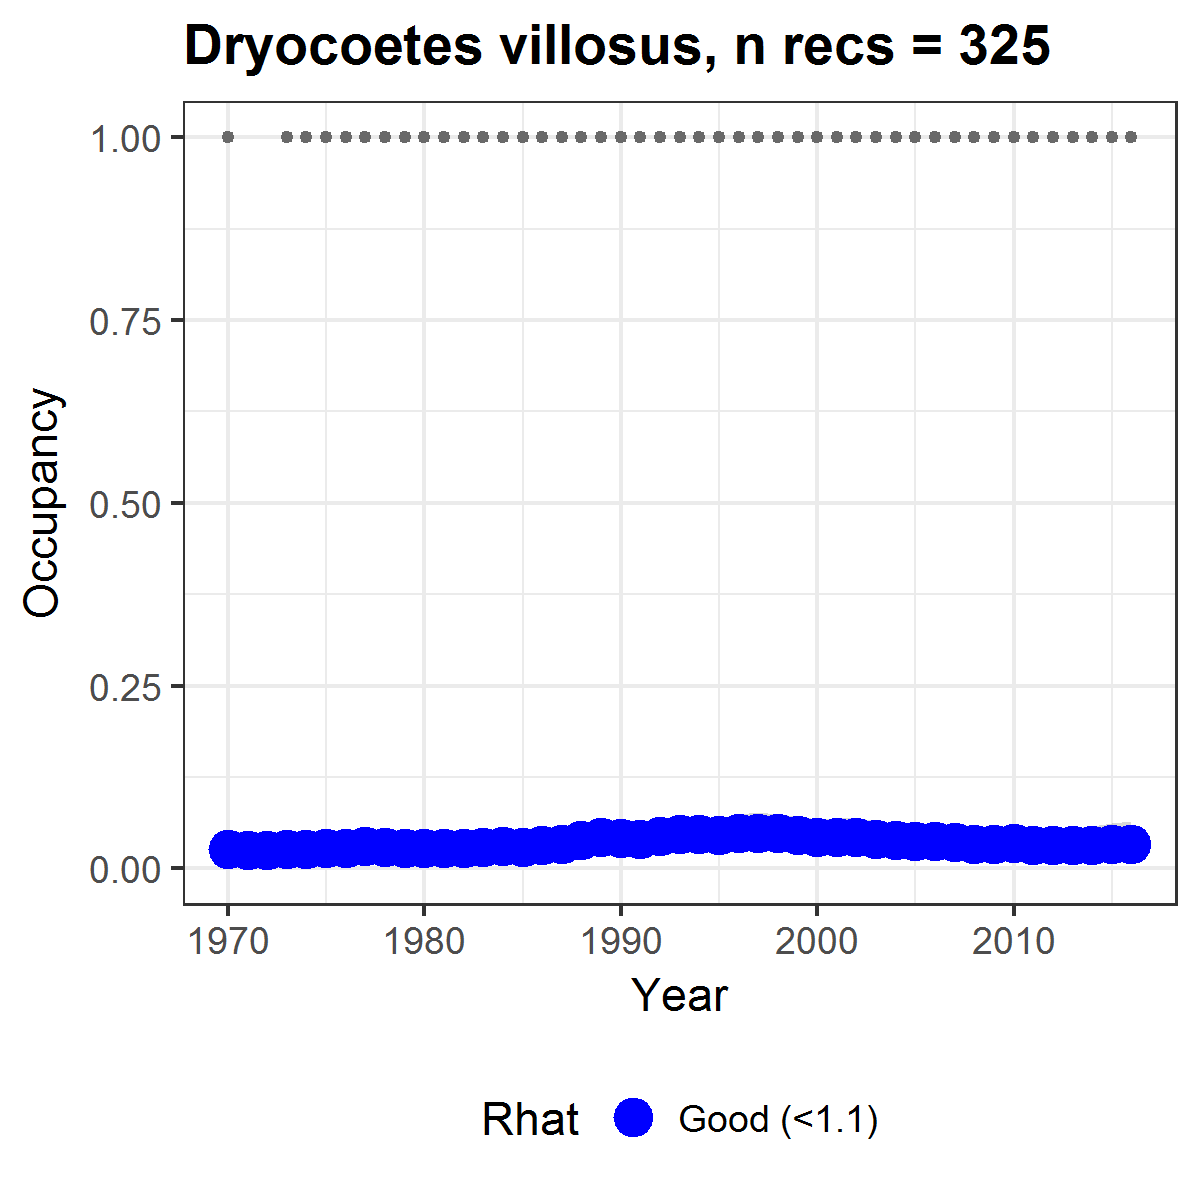 Dryocoetes villosus, n recs = 325
1.00
0.75
0.50
0.25
0.00
Occupancy
1970 1980 1990 2000 2010
Year
Rhat Good (<1.1)